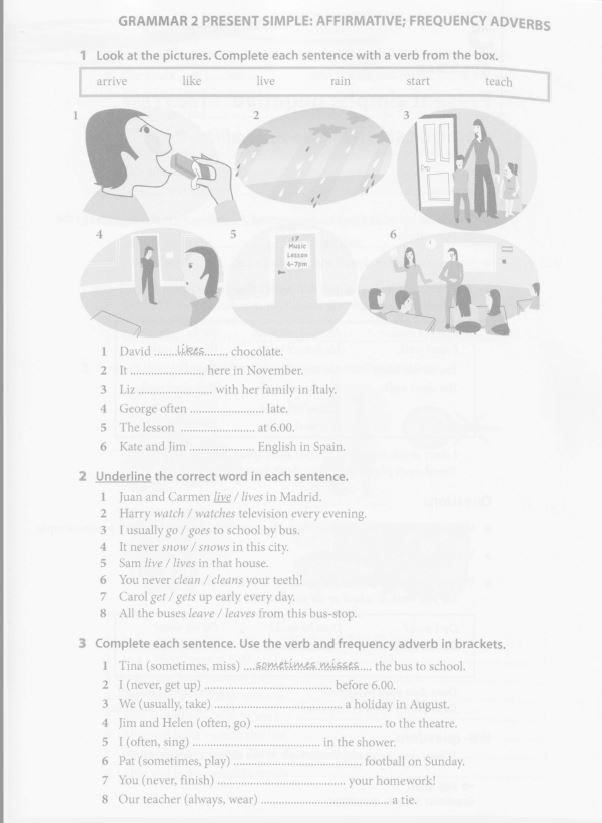 GRAMMAR 2 PRESENT SIMPLE: AFFIRMATIVE; FREQUENCY ADVERBS
1 Look at the pictures. Complete each sentence with a verb from the box.
arrive like live rain start teach
1 2 3
4 5 6
17
Music
Lesson
6-7pm
1 David ........likes........ chocolate.
2 It ......................... here in November.
3 Liz ......................... with her family in Italy.
4 George often ......................... late.
5 The lesson ......................... at 6.00.
6 Kate and Jim ...................... English in Spain.
2 Underline the correct word in each sentence.
1 Juan and Carmen live / lives in Madrid.
2 Harry watch / watches television every evening.
3 I usually go / goes to school by bus.
4 It never snow / snows in this city.
5 Sam live / lives in that house.
6 You never clean / cleans your teeth!
7 Carol get / gets up early every day.
8 All the buses leave / leaves from this bus-stop.
3 Complete each sentence. Use the verb and frequency adverb in brackets.
1 Tina (sometimes, miss) ....sometimes misses.... the bus to school.
2 I (never, get up) ........................................... before 6.00.
3 We (usually, take) ........................................... a holiday in August.
4 Jim and Helen (often, go) ........................................... to the theatre.
5 I (often, sing) ........................................... in the shower.
6 Pat (sometimes, play) ........................................... football on Sunday.
7 You (never, finish) ........................................... your homework!
8 Our teacher (always, wear) ........................................... a tie.